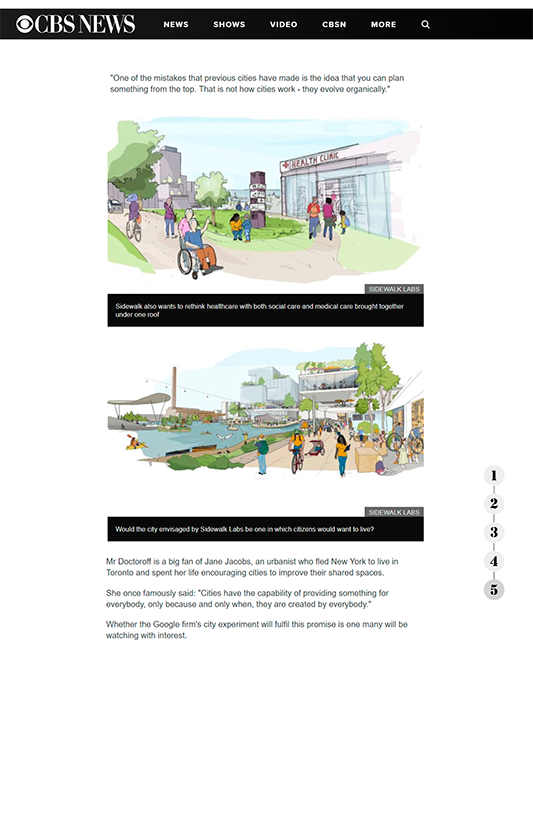 CBS NEWS
NEWS SHOWS VIDEO CBSN MORE
"One of the mistakes that previous cities have made is the idea that you can plan
something from the top. That is not how cities work - they evolve organically."
HEALTH CLINIC
SIDEWALK LABS
Sidewalk also wants to rethink healthcare with both social care and medical care brought together
under one roof
SIDEWALK LABS
Would the city envisaged by Sidewalk Labs be one in which citizens would want to live?
1
2
3
4
5
Mr Doctoroff is a big fan of Jane Jacobs, an urbanist who fled New York to live in
Toronto and spent her life encouraging cities to improve their shared spaces.
She once famously said: "Cities have the capability of providing something for
everybody, only because and only when, they are created by everybody."
Whether the Google firm's city experiment will fulfil this promise is one many will be
watching with interest.